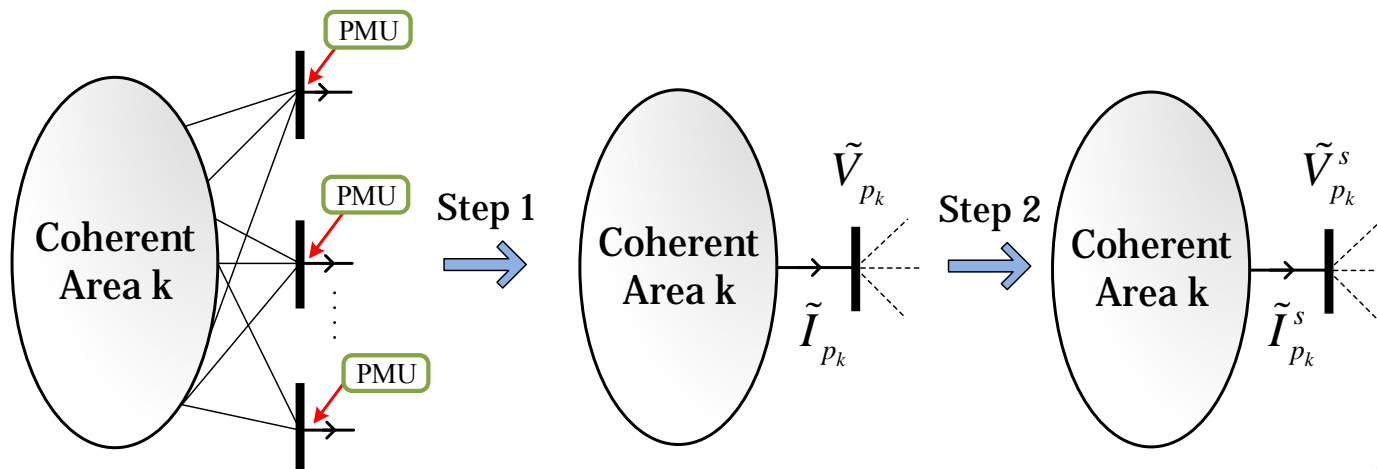 PMU
PMU
PMU
Coherent
Area k
Step 1
Coherent
Area k
Ṽ_{p_k}
Ĩ_{p_k}
Step 2
Coherent
Area k
Ṽ^s_{p_k}
Ĩ^s_{p_k}